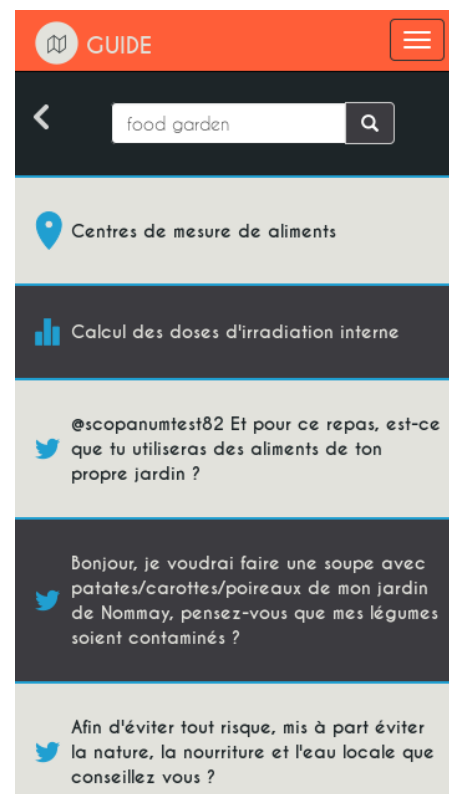 GUIDE
food garden
Centres de mesure de aliments
Calcul des doses d'irradiation interne
@scopanumtest82 Et pour ce repas, est-ce
que tu utiliseras des aliments de ton
propre jardin ?
Bonjour, je voudrai faire une soupe avec
patates/carottes/poireaux de mon jardin
de Nommay, pensez-vous que mes légumes
soient contaminés ?
Afin d'éviter tout risque, mis à part éviter
la nature, la nourriture et l'eau locale que
conseillez vous ?